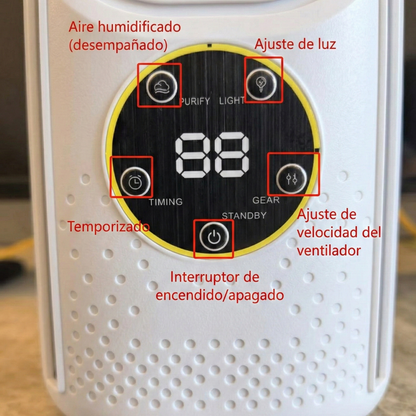 Aire humidificado
(desempañado)
Ajuste de luz
PURIFY
LIGHT
88
TIMING
GEAR
STANDBY
Temporizado
Ajuste de
velocidad del
ventilador
Interruptor de
encendido/apagado